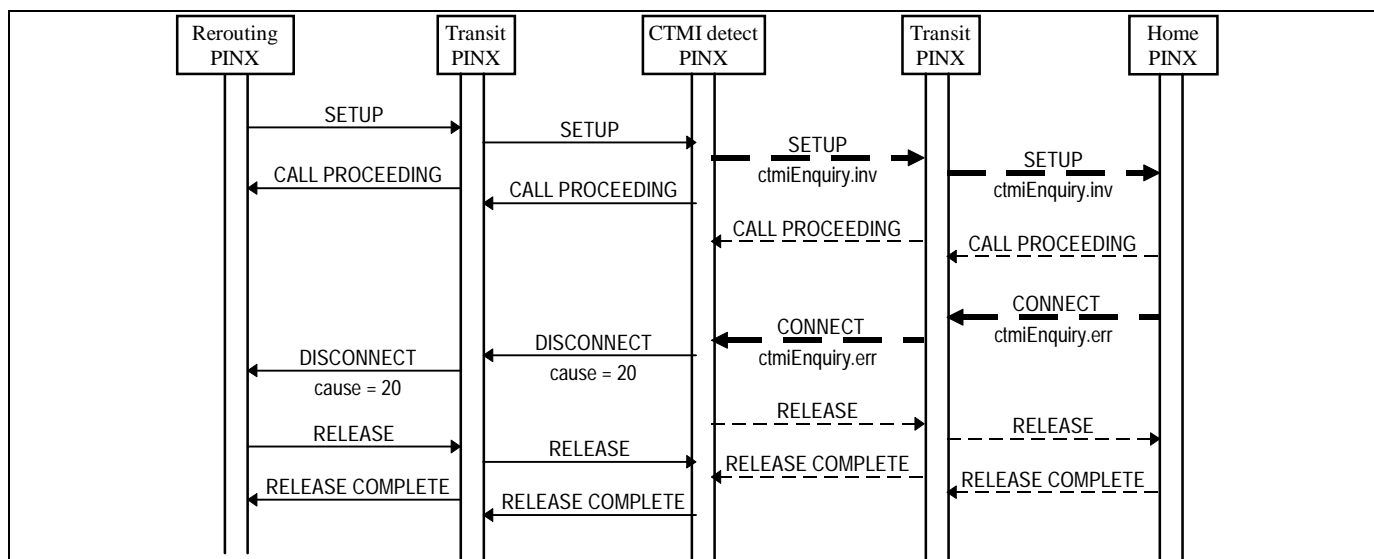 Rerouting
PINX
Transit
PINX
CTMI detect
PINX
Transit
PINX
Home
PINX
SETUP
SETUP
SETUP
ctmiEnquiry.inv
SETUP
ctmiEnquiry.inv
CALL PROCEEDING
CALL PROCEEDING
CALL PROCEEDING
CALL PROCEEDING
CONNECT
ctmiEnquiry.err
CONNECT
ctmiEnquiry.err
DISCONNECT
cause = 20
DISCONNECT
cause = 20
RELEASE
RELEASE
RELEASE
RELEASE
RELEASE COMPLETE
RELEASE COMPLETE
RELEASE COMPLETE
RELEASE COMPLETE